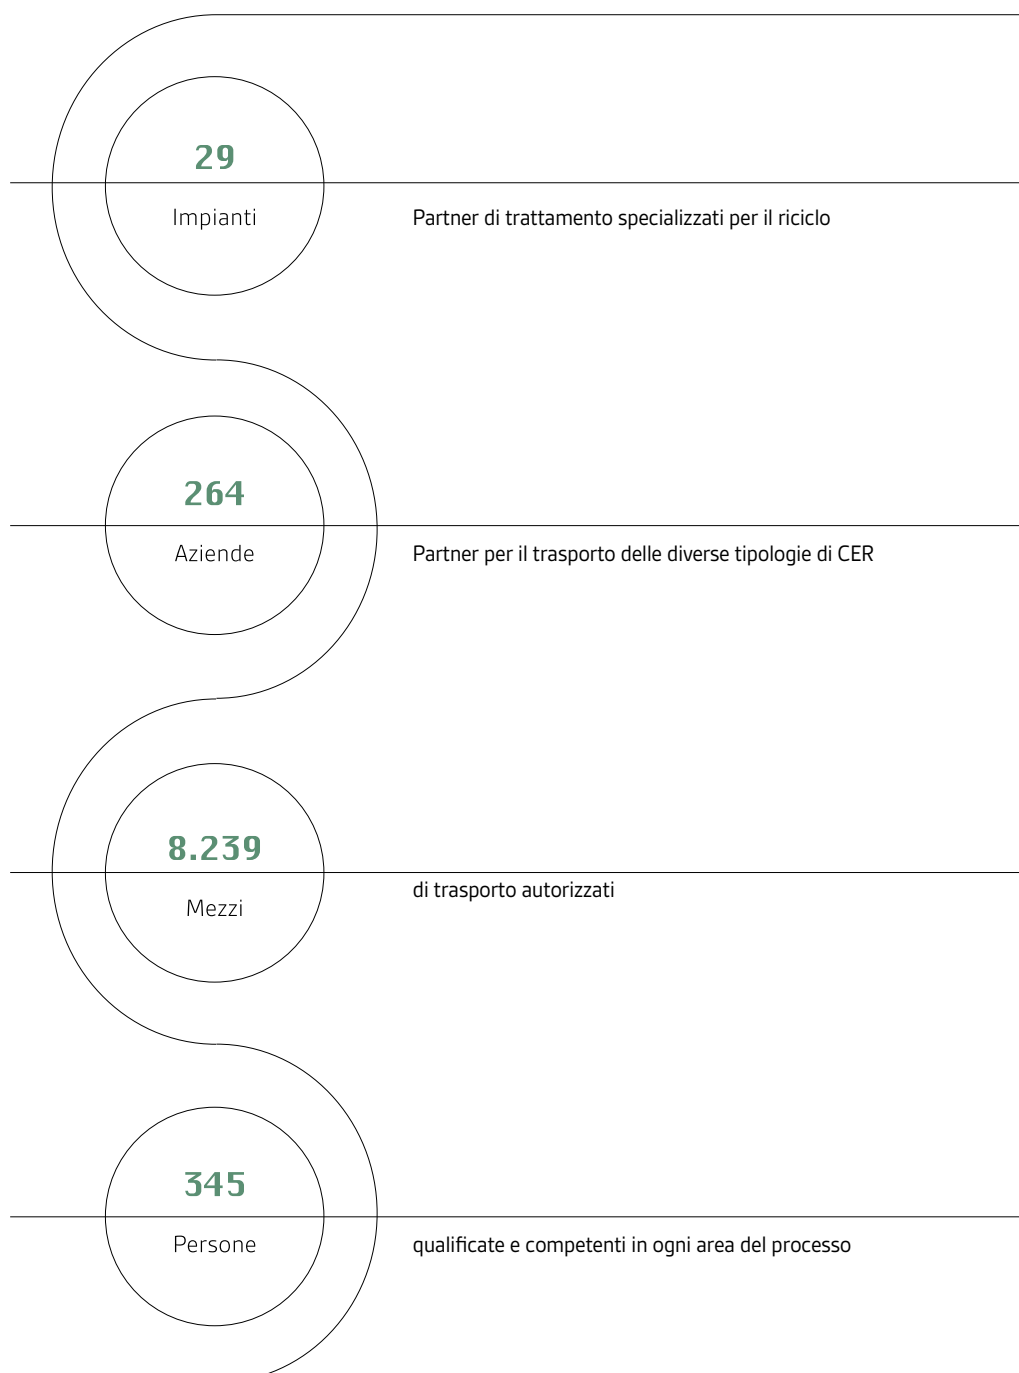 29
Impianti
Partner di trattamento specializzati per il riciclo
264
Aziende
Partner per il trasporto delle diverse tipologie di CER
8.239
Mezzi
di trasporto autorizzati
345
Persone
qualificate e competenti in ogni area del processo